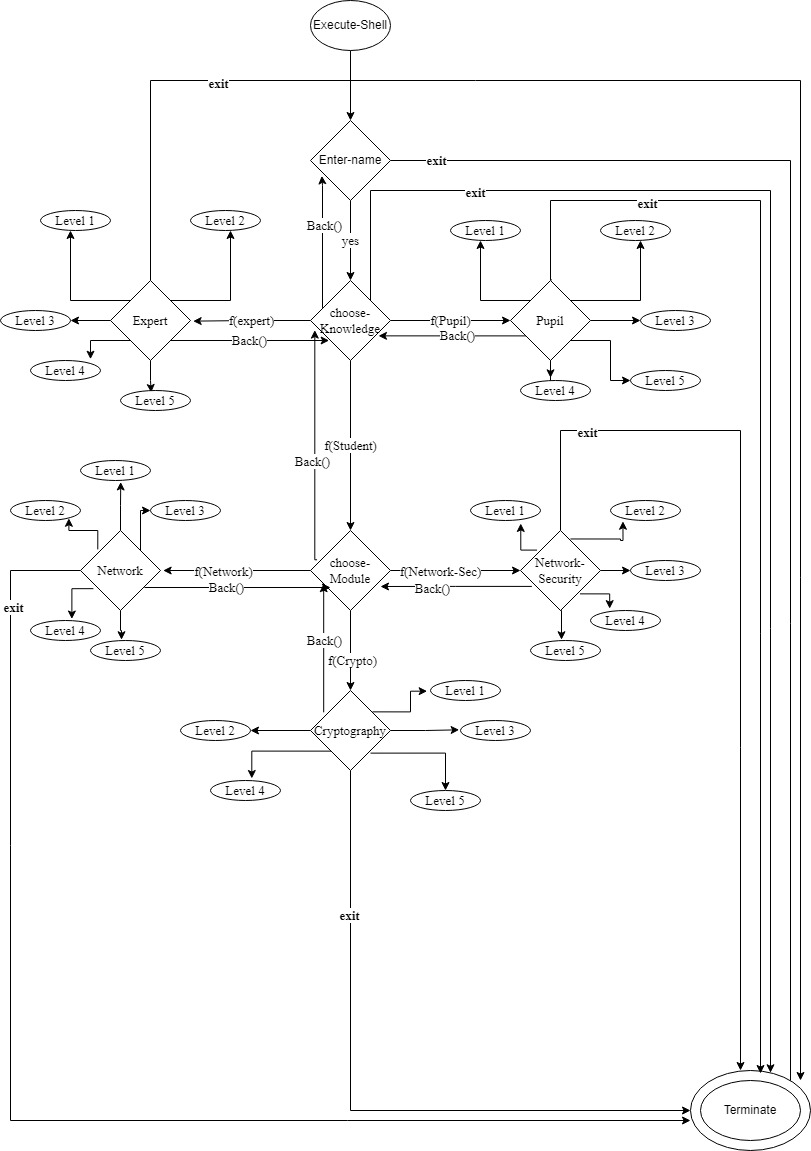 Execute-Shell
exit
Enter-name
exit
exit
exit
Back()
yes
Level 1
Level 2
Level 1
Level 2
Level 3
Expert
f(expert)
choose-
Knowledge
f(Pupil)
Pupil
Level 3
Back()
Back()
Level 4
Level 5
Level 4
Level 5
f(Student)
exit
Back()
Level 1
Level 2
Level 3
Level 1
Level 2
Network
f(Network)
choose-
Module
f(Network-Sec)
Network-
Security
Level 3
Back()
Back()
exit
Level 4
Level 5
Level 4
Level 5
Back()
f(Crypto)
Level 1
Level 2
Cryptography
Level 3
Level 4
Level 5
exit
Terminate